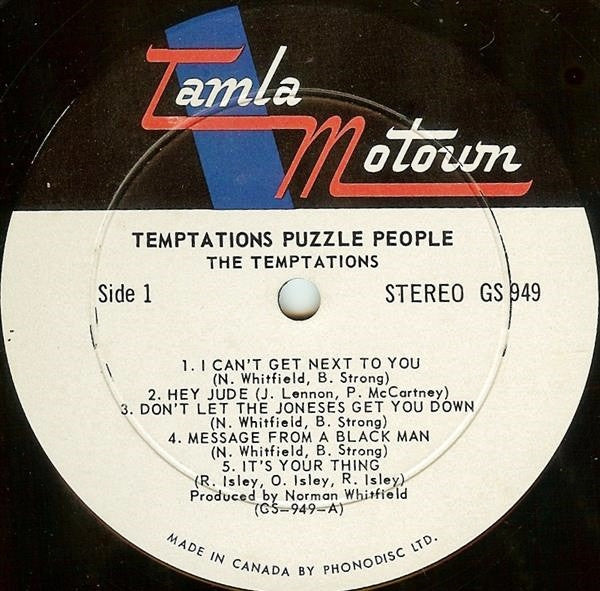 Tamla
Motown
TEMPTATIONS PUZZLE PEOPLE
THE TEMPTATIONS
Side 1
STEREO GS 949
1. I CAN'T GET NEXT TO YOU
(N. Whitfield, B. Strong)
2. HEY JUDE (J. Lennon, P. McCartney)
3. DON'T LET THE JONESES GET YOU DOWN
(N. Whitfield, B. Strong)
4. MESSAGE FROM A BLACK MAN
(N. Whitfield, B. Strong)
5. IT'S YOUR THING
(R. Isley, O. Isley, R. Isley)
Produced by Norman Whitfield
(GS-949-A)
MADE IN CANADA BY PHONODISC LTD.